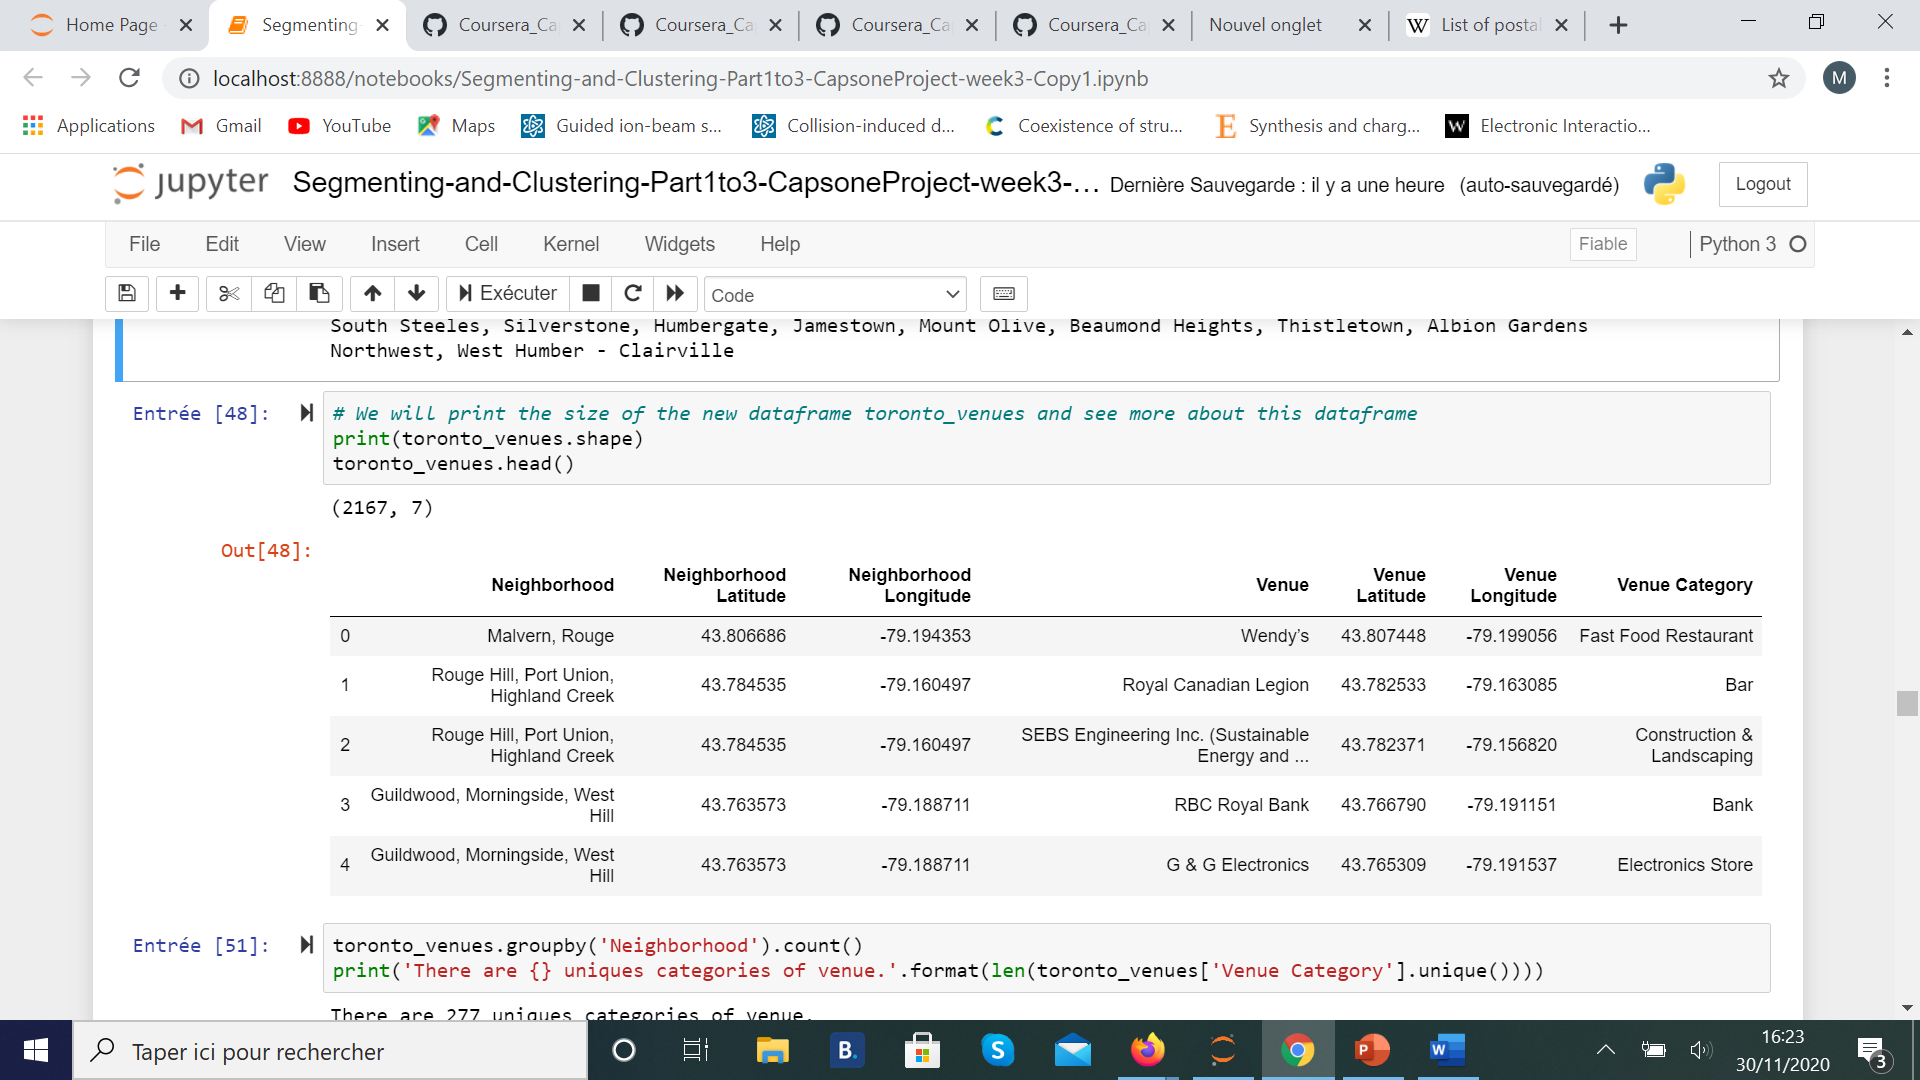 Home Page
Segmenting-
Coursera_Ca
Coursera_Ca
Coursera_Ca
Coursera_Ca
Nouvel onglet
W List of postal
localhost:8888/notebooks/Segmenting-and-Clustering-Part1to3-CapsoneProject-week3-Copy1.ipynb
M
Applications
Gmail
YouTube
Maps
Guided ion-beam s...
Collision-induced d...
Coexistence of stru...
E Synthesis and charg...
W Electronic Interactio...
jupyter Segmenting-and-Clustering-Part1to3-CapsoneProject-week3-... Dernière Sauvegarde : il y a une heure (auto-sauvegardé)
Logout
File Edit View Insert Cell Kernel Widgets Help
Fiable
Python 3
Exécuter
Code
South Steeles, Silverstone, Humbergate, Jamestown, Mount Olive, Beaumond Heights, Thistletown, Albion Gardens
Northwest, West Humber - Clairville
Entrée [48]: # We will print the size of the new dataframe toronto_venues and see more about this dataframe
print(toronto_venues.shape)
toronto_venues.head()
(2167, 7)
Out[48]:
Neighborhood Neighborhood Latitude Neighborhood Longitude Venue Venue Latitude Venue Longitude Venue Category
0 Malvern, Rouge 43.806686 -79.194353 Wendy’s 43.807448 -79.199056 Fast Food Restaurant
1 Rouge Hill, Port Union, Highland Creek 43.784535 -79.160497 Royal Canadian Legion 43.782533 -79.163085 Bar
2 Rouge Hill, Port Union, Highland Creek 43.784535 -79.160497 SEBS Engineering Inc. (Sustainable Energy and ... 43.782371 -79.156820 Construction & Landscaping
3 Guildwood, Morningside, West Hill 43.763573 -79.188711 RBC Royal Bank 43.766790 -79.191151 Bank
4 Guildwood, Morningside, West Hill 43.763573 -79.188711 G & G Electronics 43.765309 -79.191537 Electronics Store
Entrée [51]: toronto_venues.groupby('Neighborhood').count()
print('There are {} uniques categories of venue.'.format(len(toronto_venues['Venue Category'].unique())))
There are 277 uniques categories of venue.
Taper ici pour rechercher
B.
S
P
W
16:23
30/11/2020
3